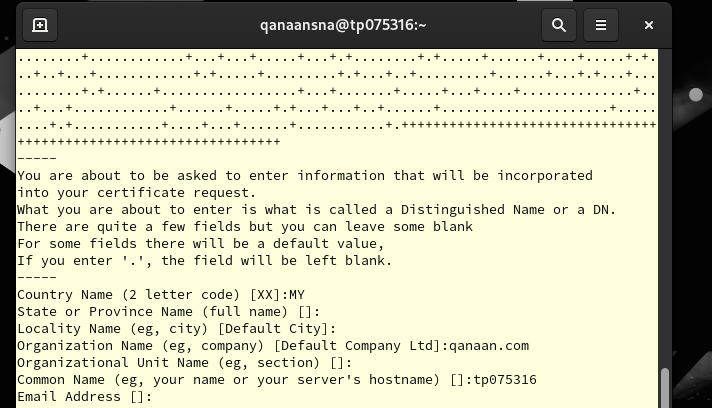 qanaansna@tp075316:~
........+............+...+...+.....+...+.+........+.+.....+......+....+.....+.+.
..+..+...+............+.+.....+.........+.+...+..+.........+......+...+.+...+...
........+.+......+.................+...+.......+.....+...+....+..............+..
..+...+............+......+.....+.+...+...+..+......+.....................+.....
....+.+...........+....+...+......+...........+.++++++++++++++++++++++++++++++++
+++++++++++++++++++++++++++++++++
-----
You are about to be asked to enter information that will be incorporated
into your certificate request.
What you are about to enter is what is called a Distinguished Name or a DN.
There are quite a few fields but you can leave some blank
For some fields there will be a default value,
If you enter '.', the field will be left blank.
-----
Country Name (2 letter code) [XX]:MY
State or Province Name (full name) []:
Locality Name (eg, city) [Default City]:
Organization Name (eg, company) [Default Company Ltd]:qanaan.com
Organizational Unit Name (eg, section) []:
Common Name (eg, your name or your server's hostname) []:tp075316
Email Address []: